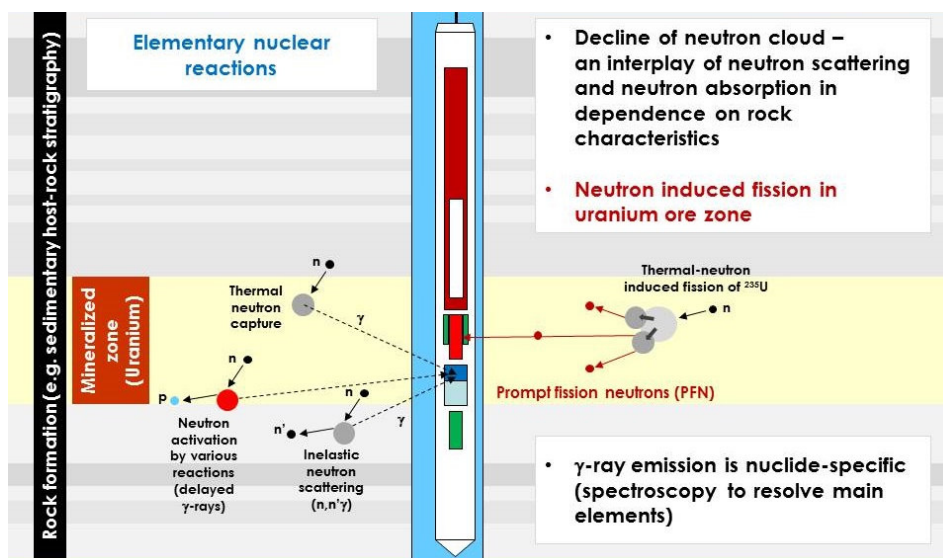 Rock formation (e.g. sedimentary host-rock stratigraphy)
Elementary nuclear
reactions
• Decline of neutron cloud –
an interplay of neutron scattering
and neutron absorption in
dependence on rock
characteristics
• Neutron induced fission in
uranium ore zone
Mineralized
zone
(Uranium)
n
Thermal
neutron
capture
γ
n
p
Neutron
activation
by various
reactions
(delayed
γ-rays)
n
n'
γ
Inelastic
neutron
scattering
(n,n'γ)
Thermal-neutron
induced fission of ²³⁵U
n
Prompt fission neutrons (PFN)
• γ-ray emission is nuclide-specific
(spectroscopy to resolve main
elements)